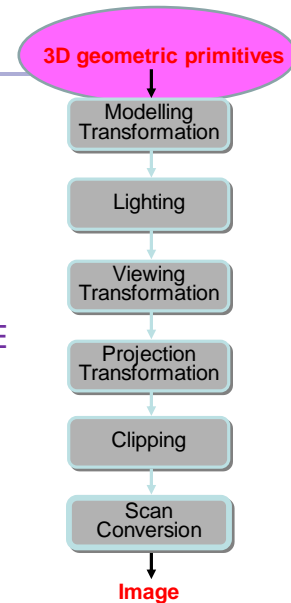 3D geometric primitives
Modelling
Transformation
Lighting
Viewing
Transformation
E
Projection
Transformation
Clipping
Scan
Conversion
Image